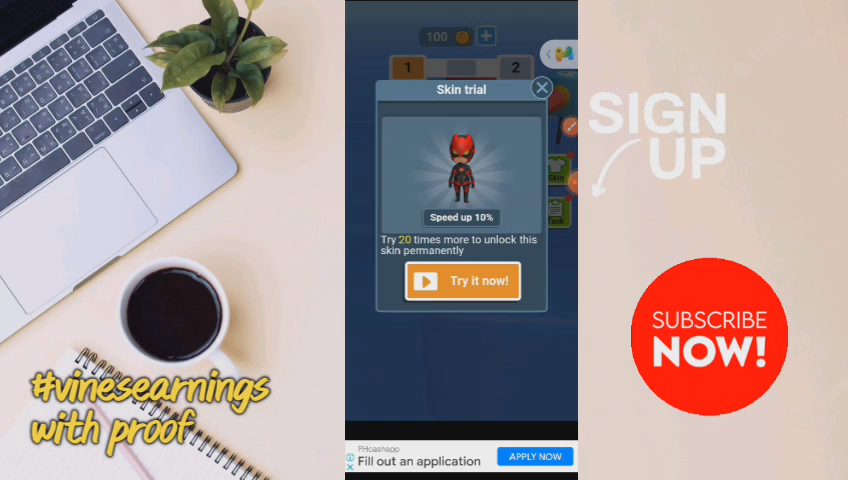 100
1
2
Skin trial
Skin
Task
Speed up 10%
Try 20 times more to unlock this
skin permanently
Try it now!
PHcashapp
Fill out an application
APPLY NOW
#vinesearnings
with proof
SIGN
UP
SUBSCRIBE
NOW!